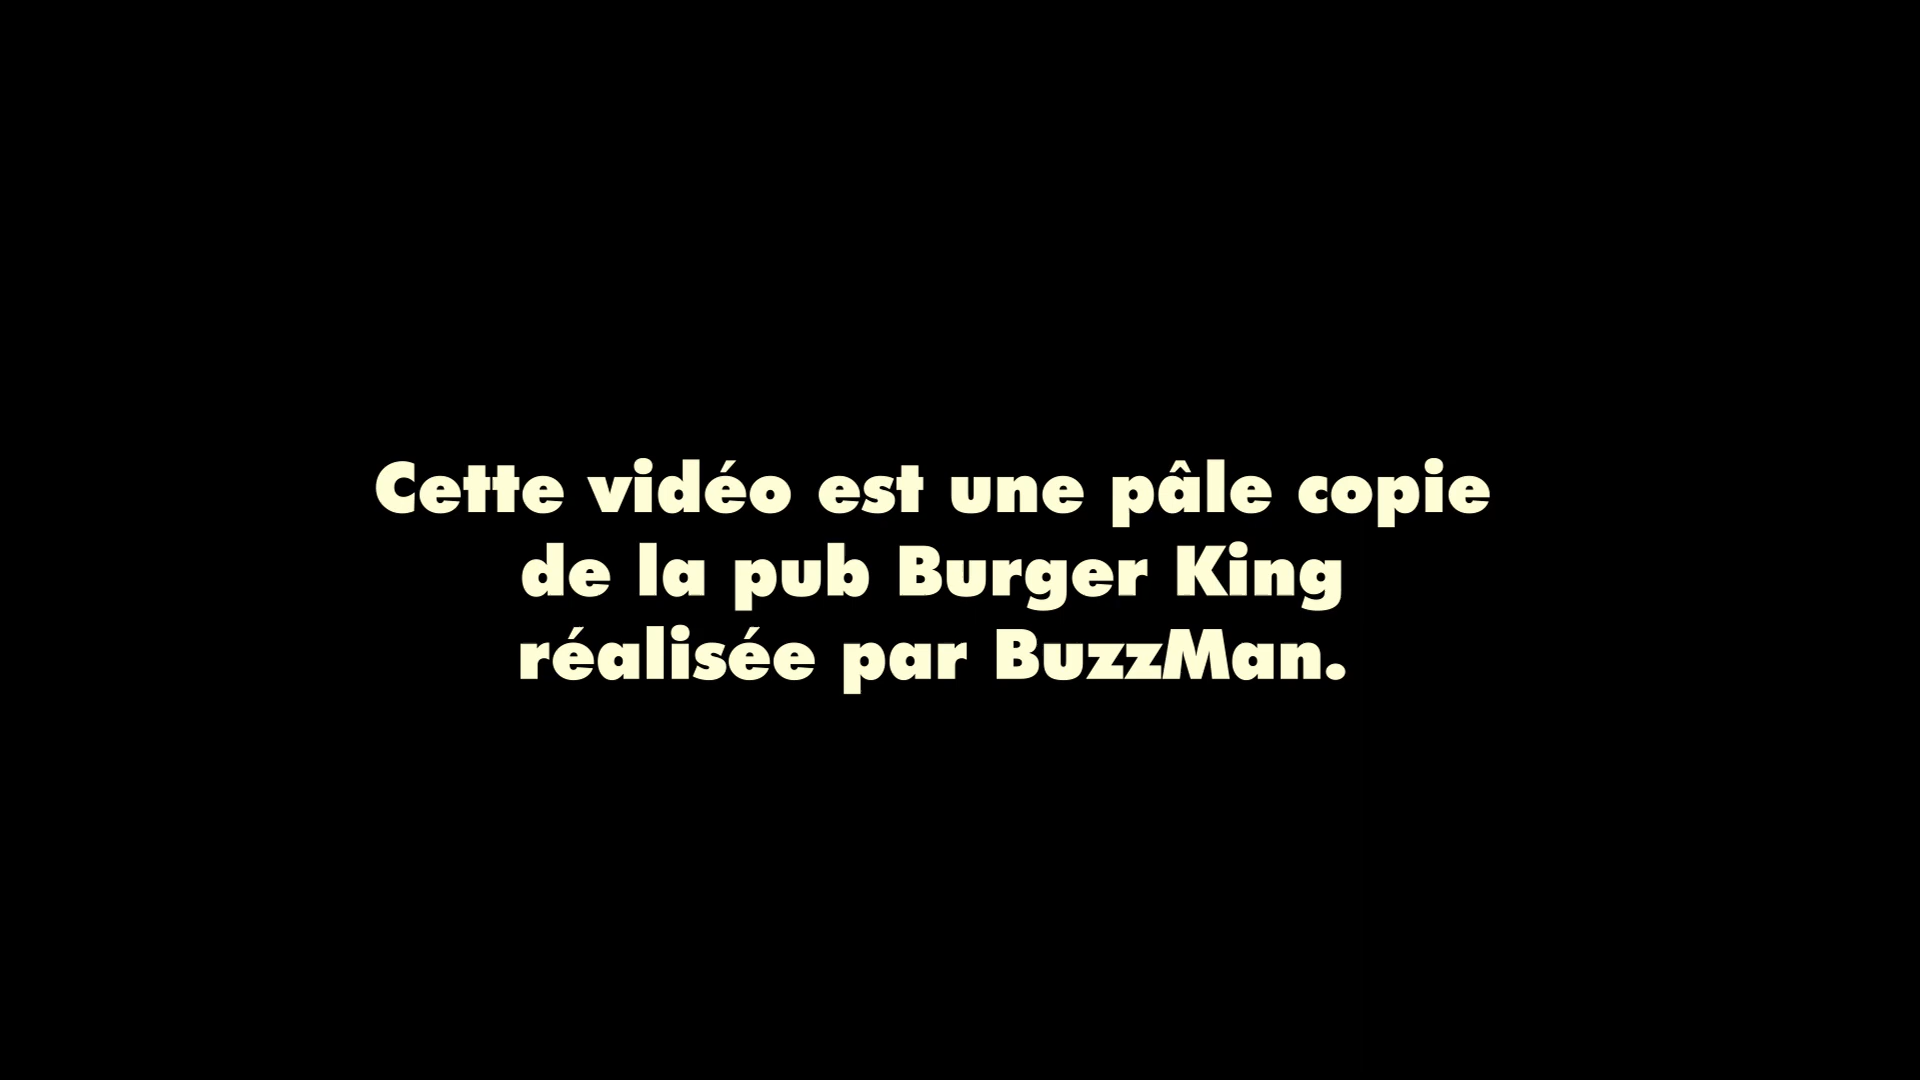 Cette vidéo est une pâle copie
de la pub Burger King
réalisée par BuzzMan.